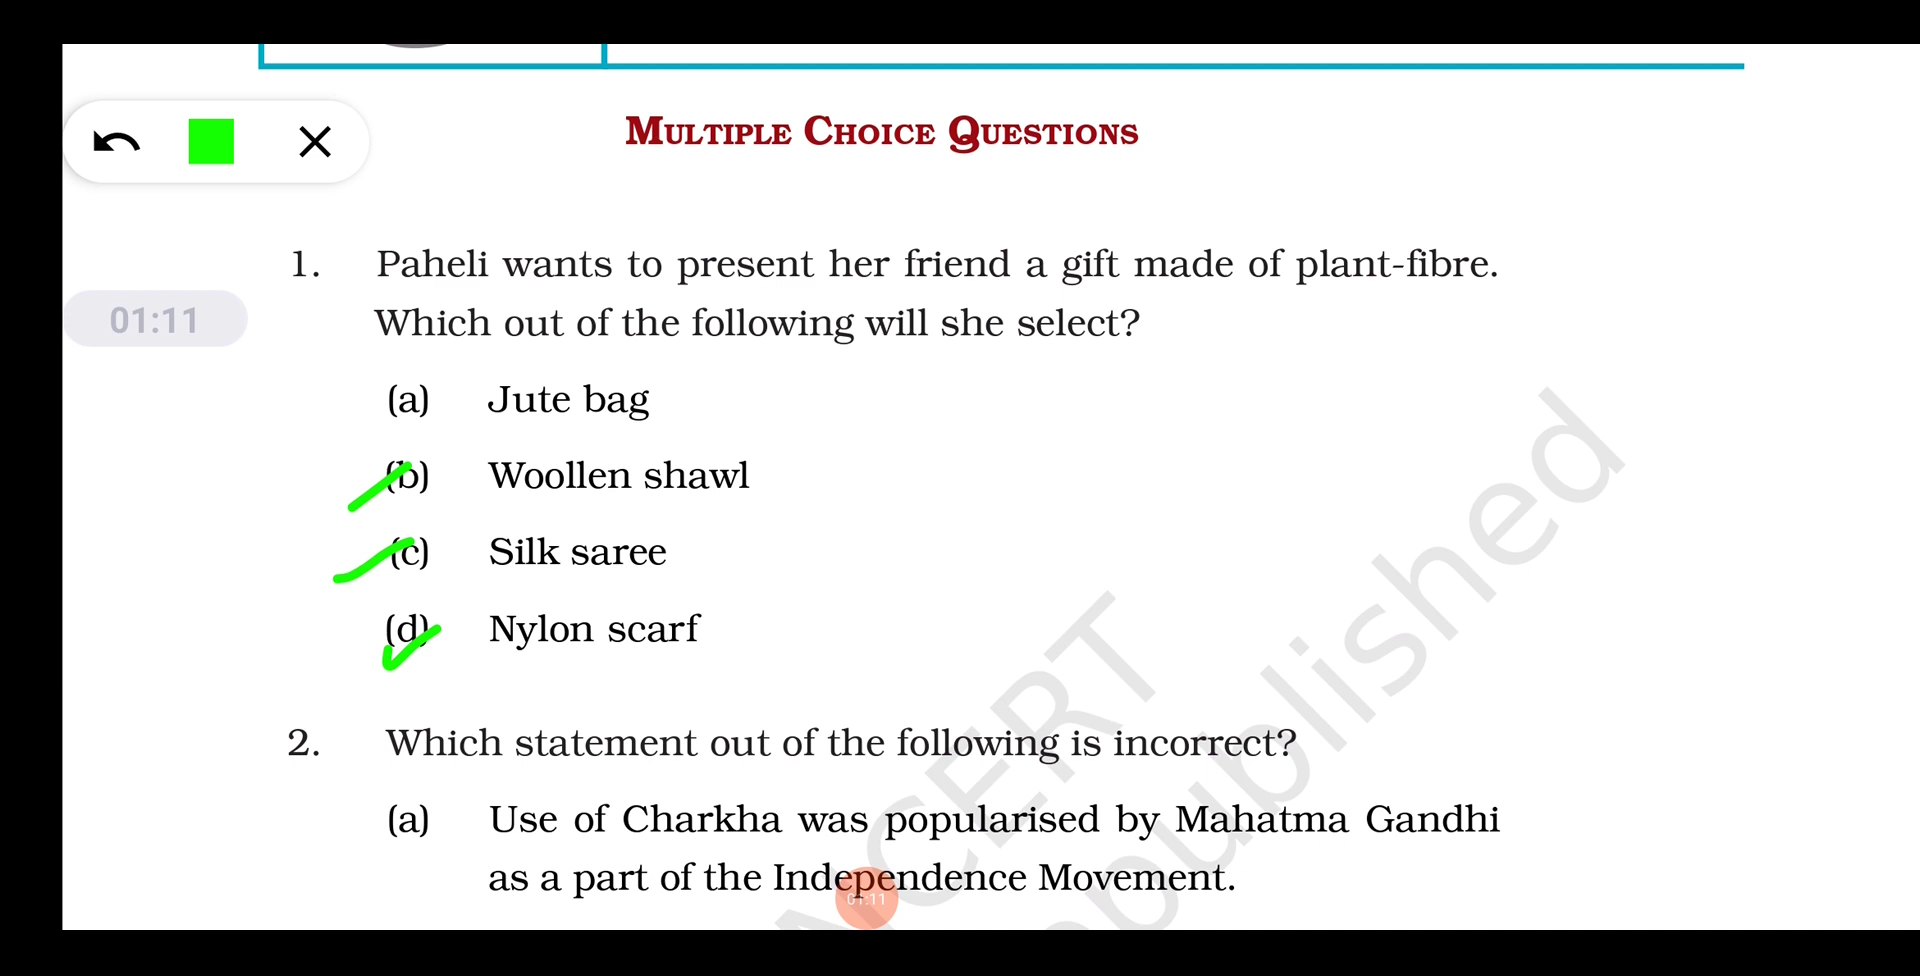 MULTIPLE CHOICE QUESTIONS
1. Paheli wants to present her friend a gift made of plant-fibre.
01:11
Which out of the following will she select?
(a) Jute bag
(b) Woollen shawl
(c) Silk saree
(d) Nylon scarf
2. Which statement out of the following is incorrect?
(a) Use of Charkha was popularised by Mahatma Gandhi
as a part of the Independence Movement.
01:11
NCERT
published